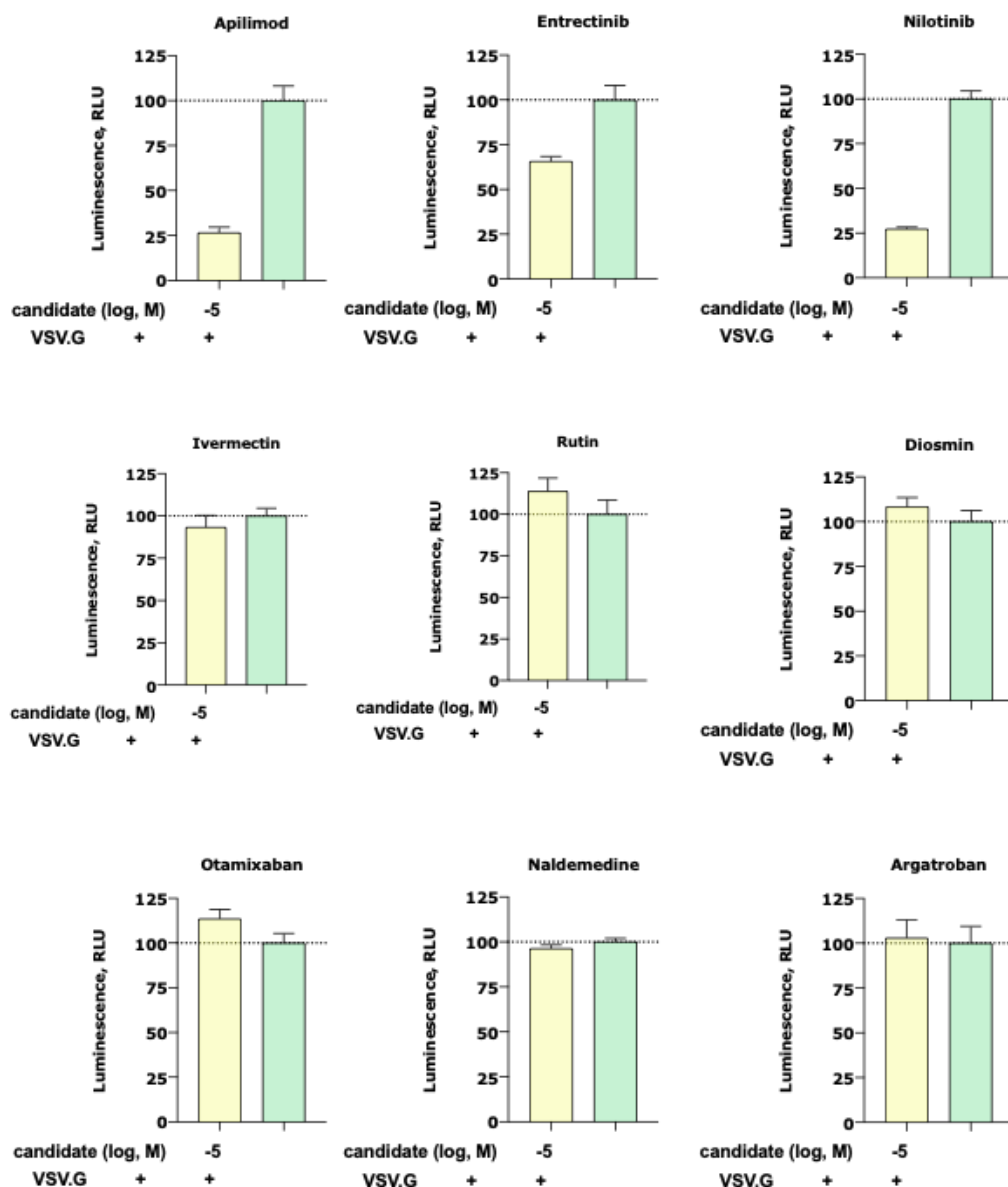 Apilimod
125
100
75
50
25
0
Luminescence, RLU
candidate (log, M) -5
VSV.G + +
Entrectinib
125
100
75
50
25
0
Luminescence, RLU
candidate (log, M) -5
VSV.G + +
Nilotinib
125
100
75
50
25
0
Luminescence, RLU
candidate (log, M) -5
VSV.G + +
Ivermectin
125
100
75
50
25
0
Luminescence, RLU
candidate (log, M) -5
VSV.G + +
Rutin
125
100
75
50
25
0
Luminescence, RLU
candidate (log, M) -5
VSV.G + +
Diosmin
125
100
75
50
25
0
Luminescence, RLU
candidate (log, M) -5
VSV.G + +
Otamixaban
125
100
75
50
25
0
Luminescence, RLU
candidate (log, M) -5
VSV.G + +
Naldemedine
125
100
75
50
25
0
Luminescence, RLU
candidate (log, M) -5
VSV.G + +
Argatroban
125
100
75
50
25
0
Luminescence, RLU
candidate (log, M) -5
VSV.G + +